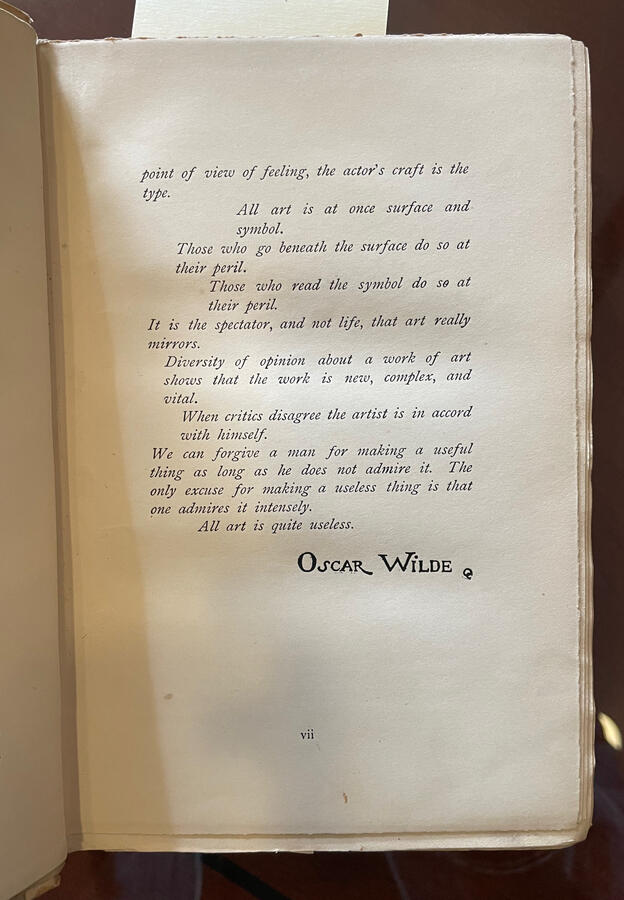 point of view of feeling, the actor's craft is the
type.
All art is at once surface and
symbol.
Those who go beneath the surface do so at
their peril.
Those who read the symbol do so at
their peril.
It is the spectator, and not life, that art really
mirrors.
Diversity of opinion about a work of art
shows that the work is new, complex, and
vital.
When critics disagree the artist is in accord
with himself.
We can forgive a man for making a useful
thing as long as he does not admire it. The
only excuse for making a useless thing is that
one admires it intensely.
All art is quite useless.
OSCAR WILDE
vii